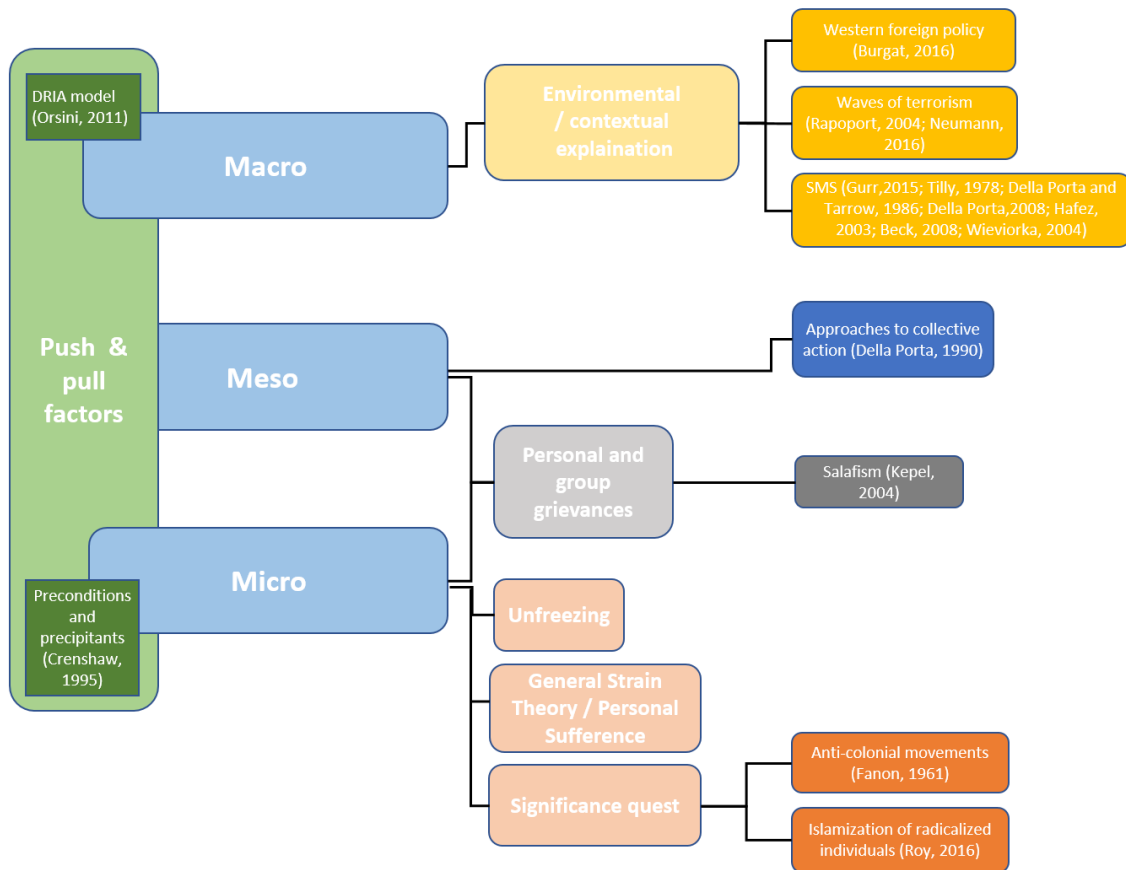 Push &
pull
factors
DRIA model
(Orsini, 2011)
Preconditions
and
precipitants
(Crenshaw,
1995)
Macro
Environmental
/ contextual
explaination
Western foreign policy
(Burgat, 2016)
Waves of terrorism
(Rapoport, 2004; Neumann,
2016)
SMS (Gurr,2015; Tilly, 1978; Della Porta and
Tarrow, 1986; Della Porta,2008; Hafez,
2003; Beck, 2008; Wieviorka, 2004)
Meso
Approaches to collective
action (Della Porta, 1990)
Personal and
group
grievances
Salafism (Kepel,
2004)
Micro
Unfreezing
General Strain
Theory / Personal
Sufference
Significance quest
Anti-colonial movements
(Fanon, 1961)
Islamization of radicalized
individuals (Roy, 2016)